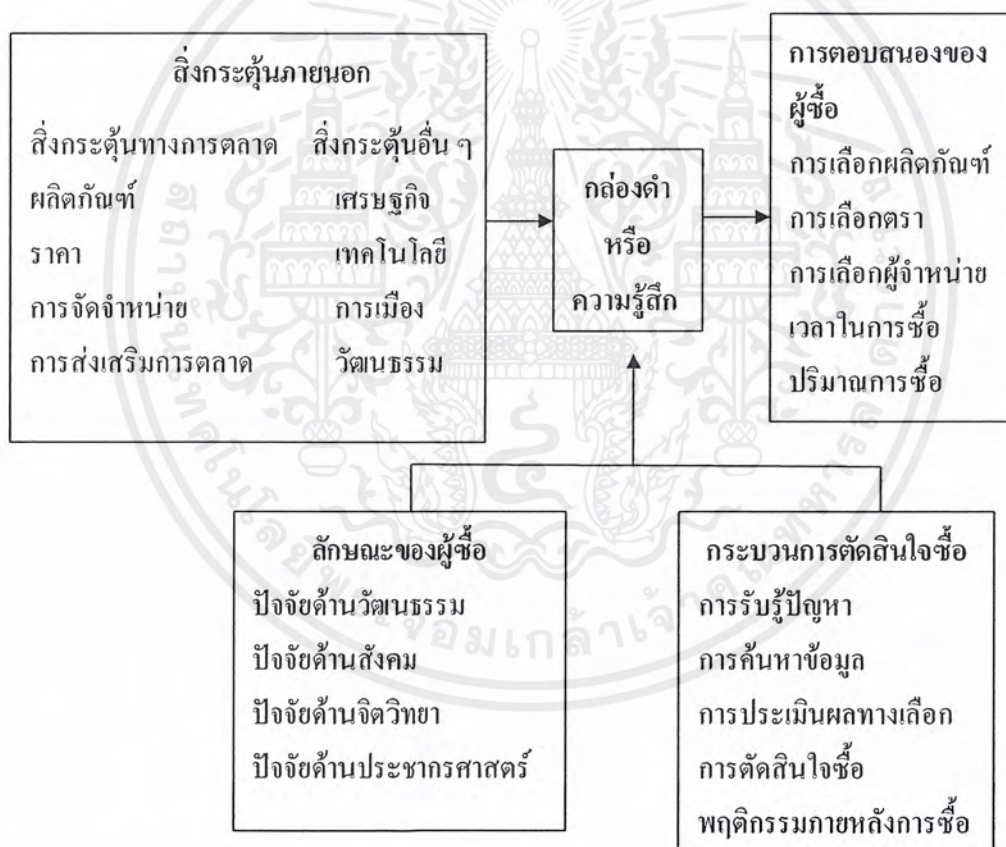 สิ่งกระตุ้นภายนอก
สิ่งกระตุ้นทางการตลาด สิ่งกระตุ้นอื่น ๆ
ผลิตภัณฑ์ เศรษฐกิจ
ราคา เทคโนโลยี
การจัดจำหน่าย การเมือง
การส่งเสริมการตลาด วัฒนธรรม
กล่องดำ
หรือ
ความรู้สึก
การตอบสนองของ
ผู้ซื้อ
การเลือกผลิตภัณฑ์
การเลือกตรา
การเลือกผู้จำหน่าย
เวลาในการซื้อ
ปริมาณการซื้อ
ลักษณะของผู้ซื้อ
ปัจจัยด้านวัฒนธรรม
ปัจจัยด้านสังคม
ปัจจัยด้านจิตวิทยา
ปัจจัยด้านประชากรศาสตร์
กระบวนการตัดสินใจซื้อ
การรับรู้ปัญหา
การค้นหาข้อมูล
การประเมินผลทางเลือก
การตัดสินใจซื้อ
พฤติกรรมภายหลังการซื้อ